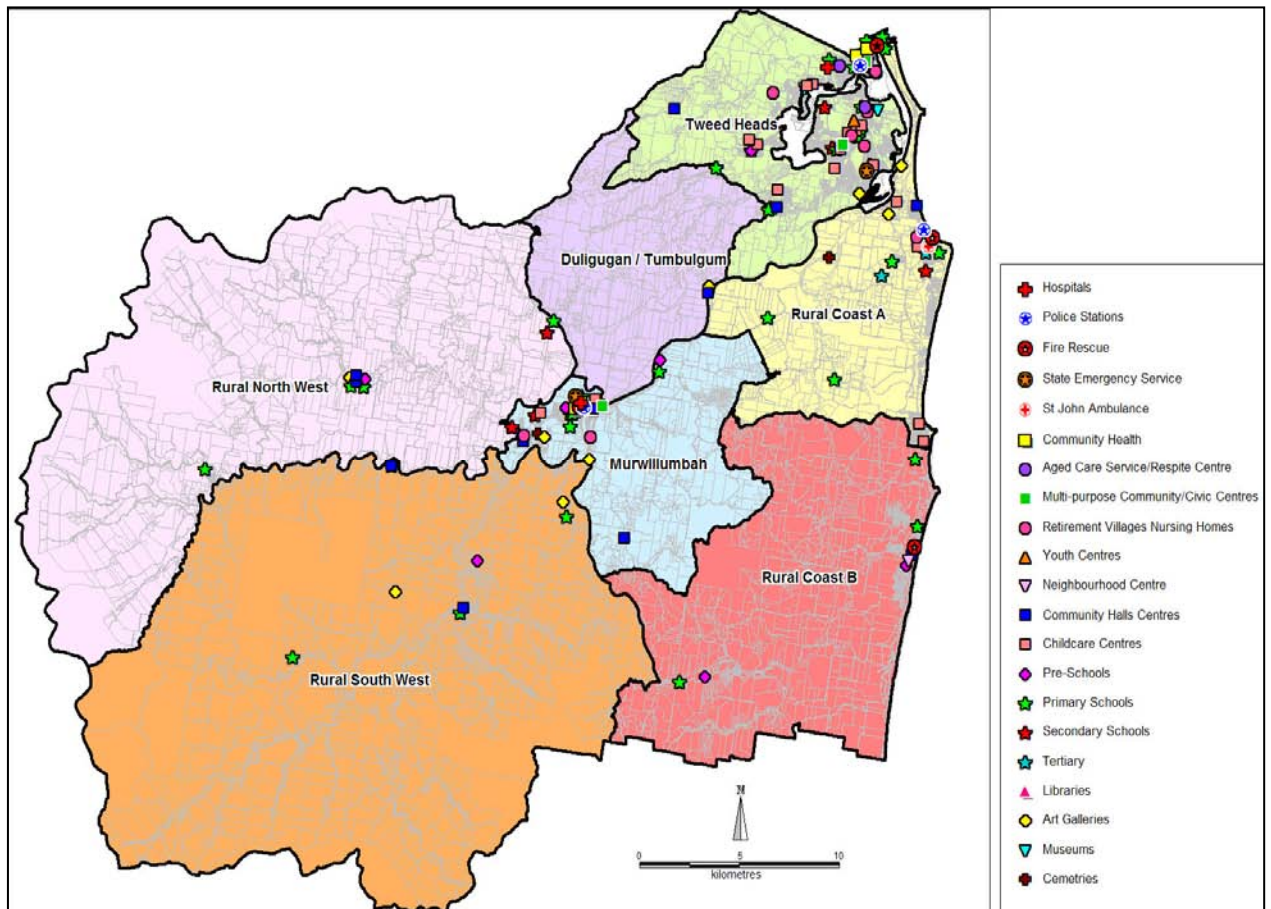 Tweed Heads
Duligugan / Tumbulgum
Rural Coast A
Rural North West
Murwillumbah
Rural Coast B
Rural South West
N
0 5 10
kilometres
Hospitals
Police Stations
Fire Rescue
State Emergency Service
St John Ambulance
Community Health
Aged Care Service/Respite Centre
Multi-purpose Community/Civic Centres
Retirement Villages Nursing Homes
Youth Centres
Neighbourhood Centre
Community Halls Centres
Childcare Centres
Pre-Schools
Primary Schools
Secondary Schools
Tertiary
Libraries
Art Galleries
Museums
Cemetries